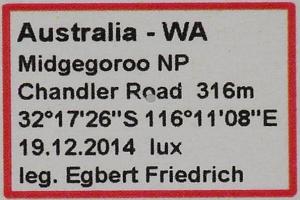 Australia - WA
Midgegoroo NP
Chandler Road 316m
32°17'26"S 116°11'08"E
19.12.2014 lux
leg. Egbert Friedrich